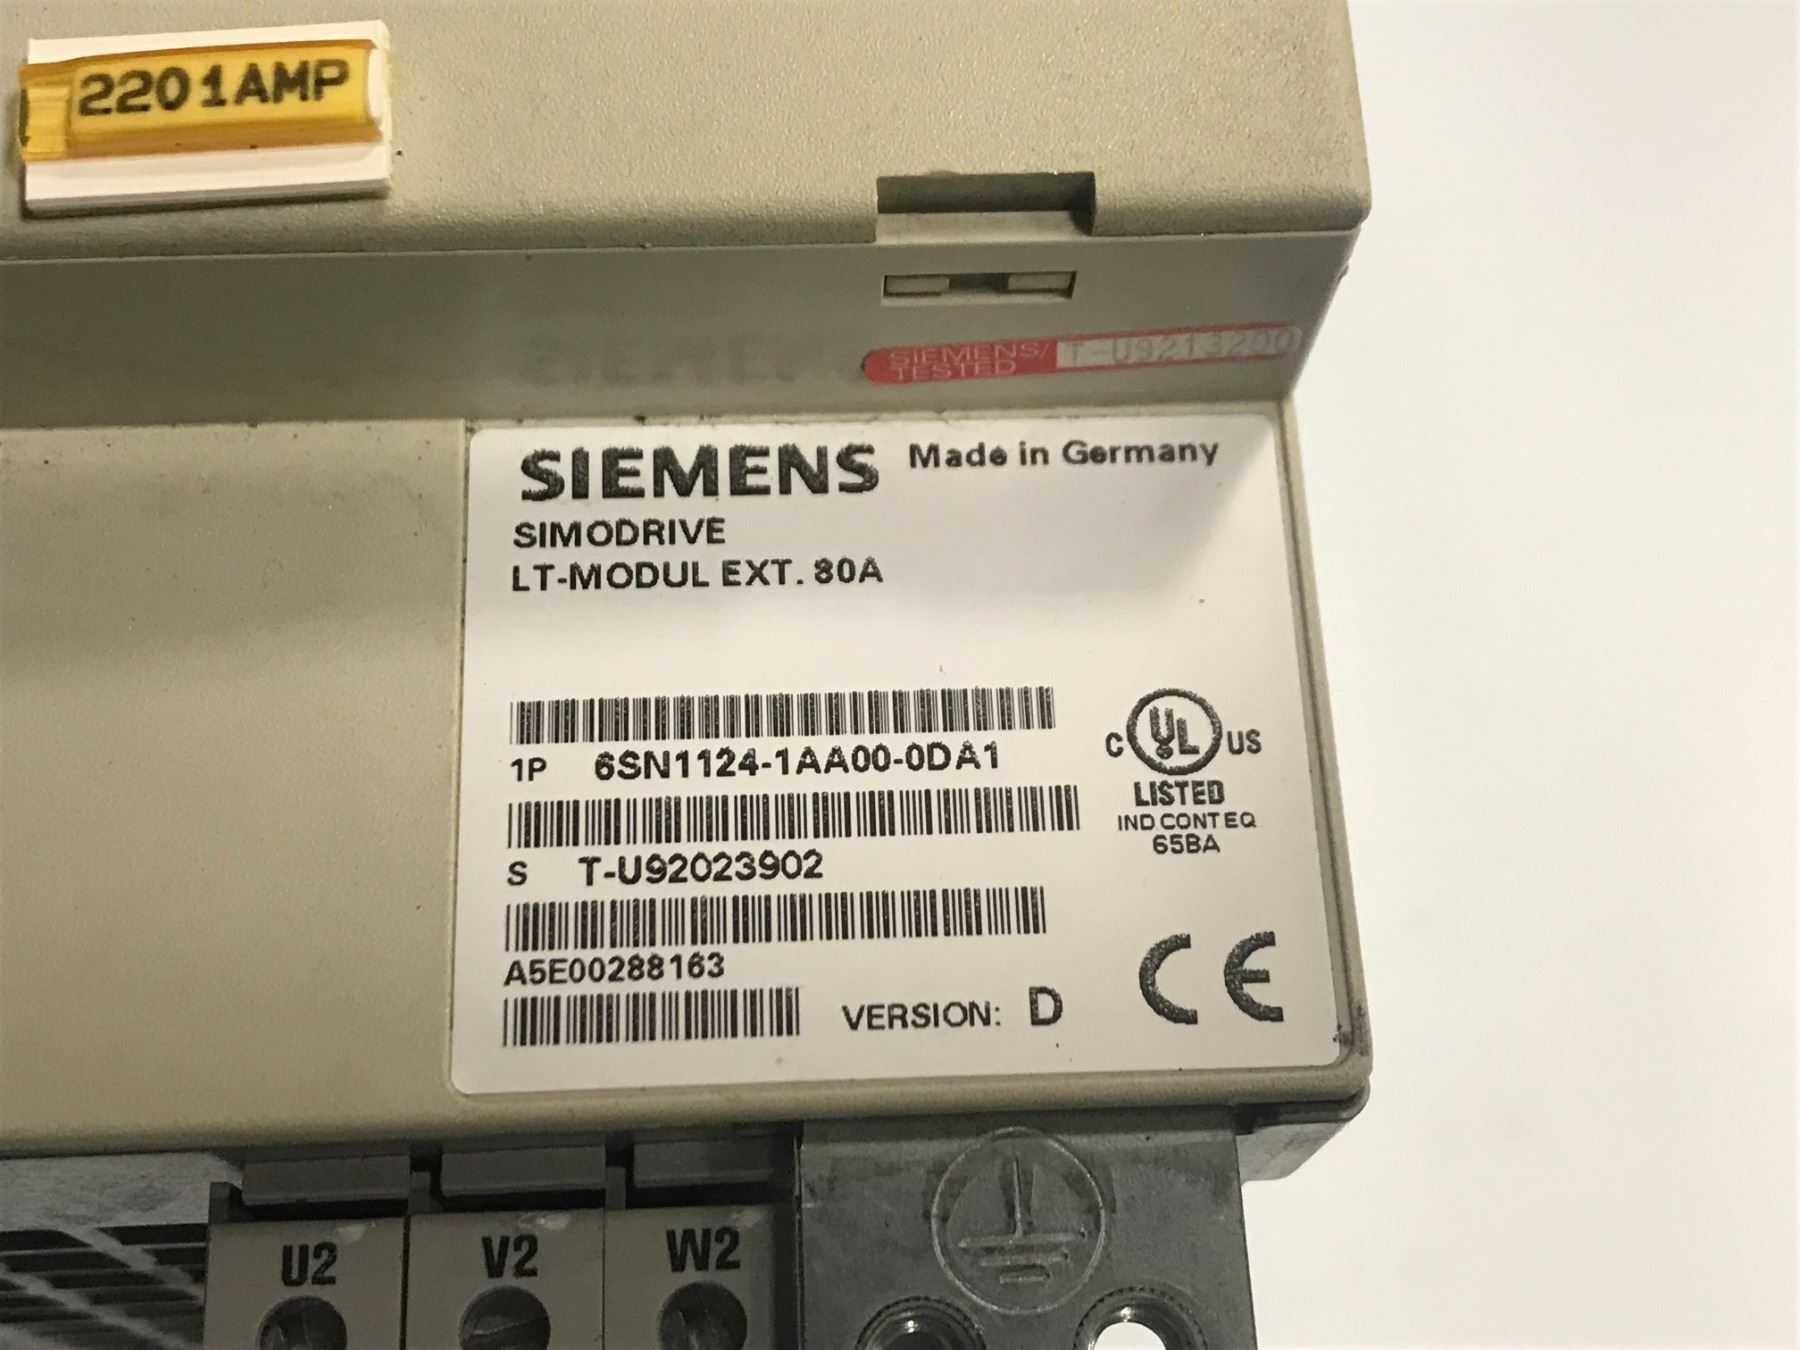 2201AMP
SIEMENS/ T-U9213200
TESTED
SIEMENS Made in Germany
SIMODRIVE
LT-MODUL EXT. 80A
1P 6SN1124-1AA00-0DA1
C UL US
LISTED
IND CONT EQ
65BA
S T-U92023902
A5E00288163
VERSION: D
CE
U2 V2 W2